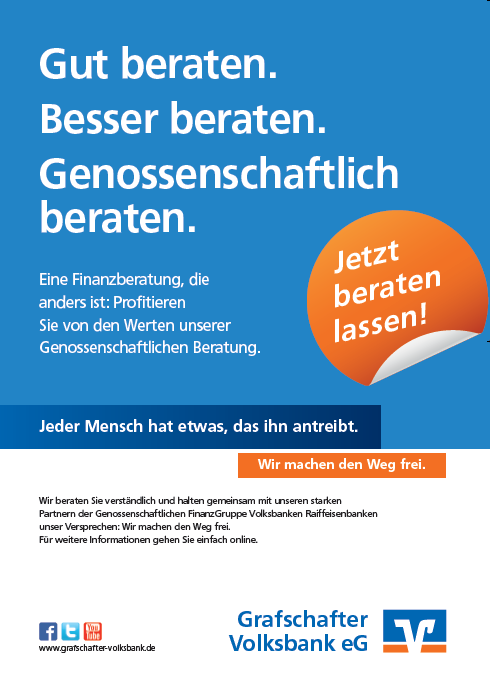 Gut beraten.
Besser beraten.
Genossenschaftlich
beraten.
Eine Finanzberatung, die
anders ist: Profitieren
Sie von den Werten unserer
Genossenschaftlichen Beratung.
Jetzt
beraten
lassen!
Jeder Mensch hat etwas, das ihn antreibt.
Wir machen den Weg frei.
Wir beraten Sie verständlich und halten gemeinsam mit unseren starken
Partnern der Genossenschaftlichen FinanzGruppe Volksbanken Raiffeisenbanken
unser Versprechen: Wir machen den Weg frei.
Für weitere Informationen gehen Sie einfach online.
f t You Tube
www.grafschafter-volksbank.de
Grafschafter
Volksbank eG